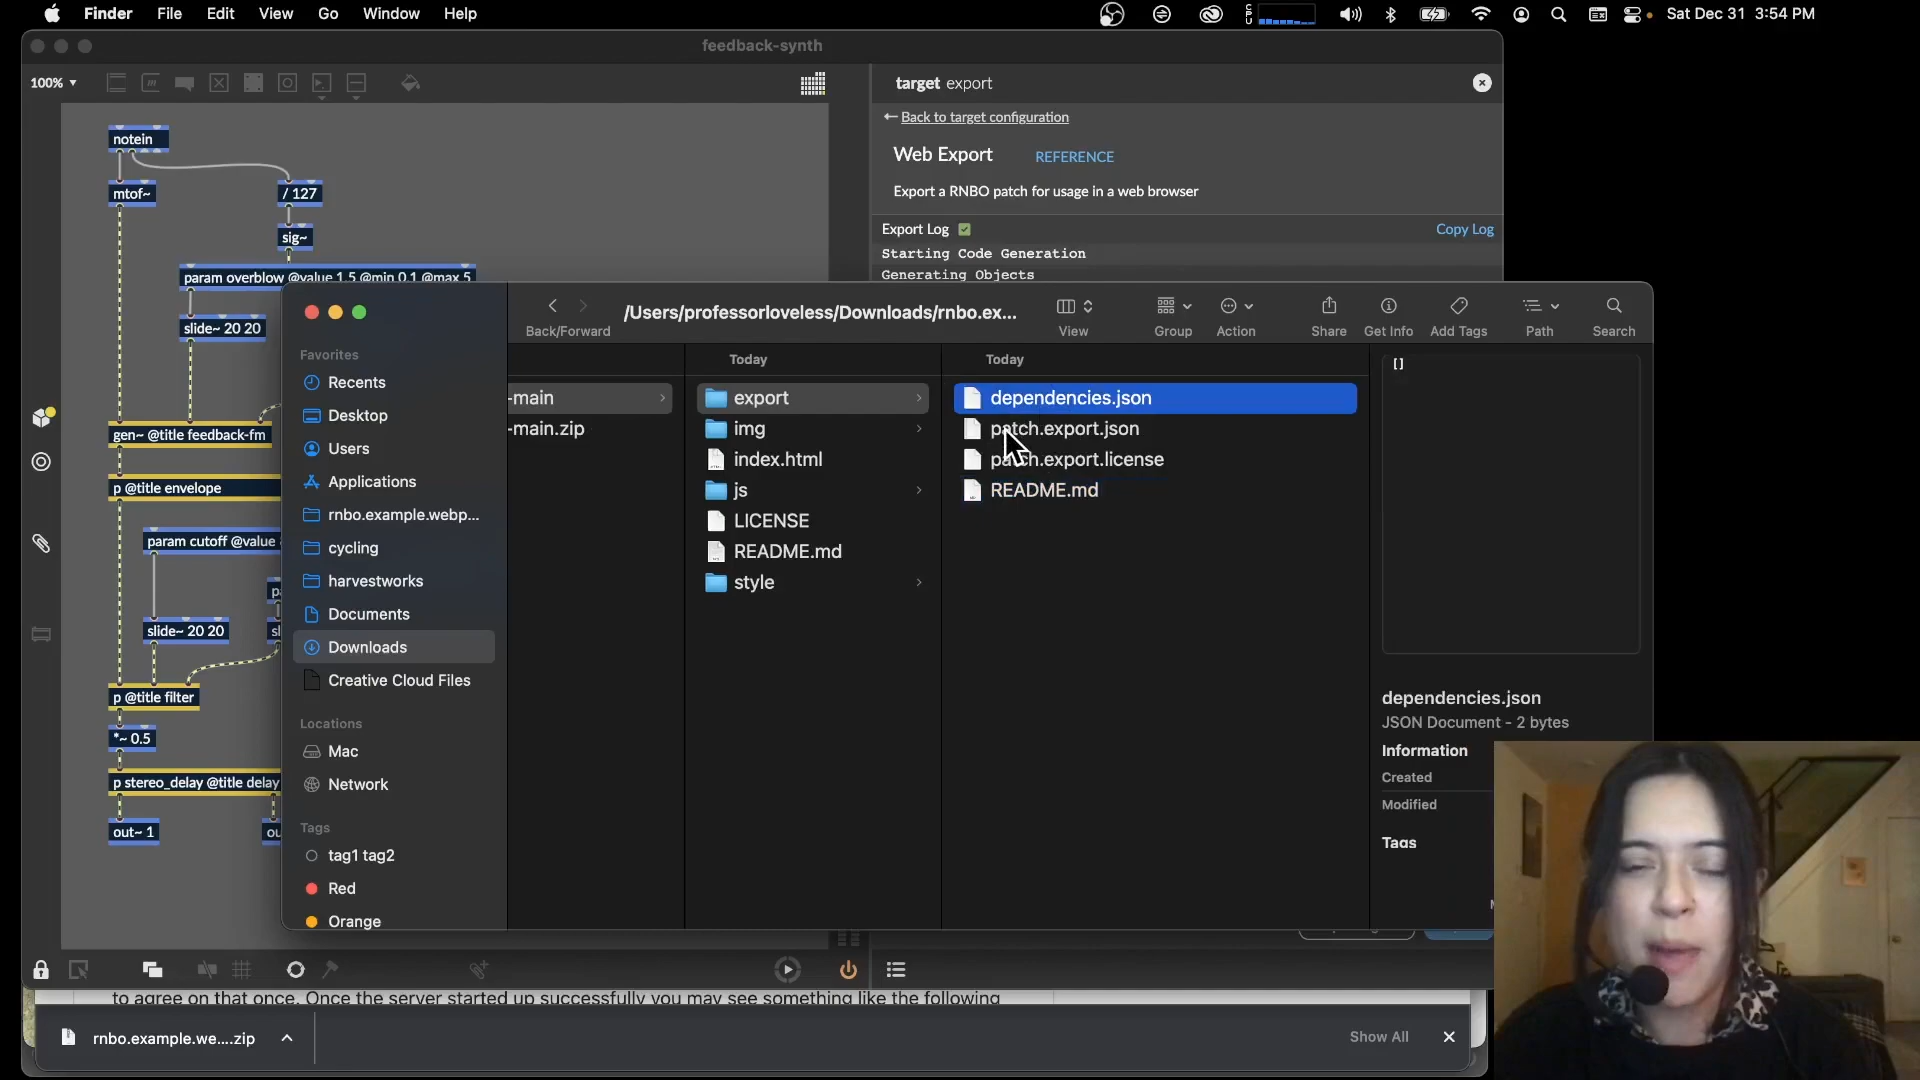 Finder File Edit View Go Window Help
CPU
Sat Dec 31 3:54 PM
feedback-synth
100%
target export
Back to target configuration
Web Export REFERENCE
Export a RNBO patch for usage in a web browser
Export Log
Copy Log
Starting Code Generation
Generating Objects
notein
mtof~
/ 127
sig~
param overblow @value 1.5 @min 0.1 @max 5
slide~ 20 20
gen~ @title feedback-fm
p @title envelope
param cutoff @value
slide~ 20 20
p @title filter
*~ 0.5
p stereo_delay @title delay
out~ 1
ou
Back/Forward
/Users/professorloveless/Downloads/rnbo.ex...
View
Group
Action
Share
Get Info
Add Tags
Path
Search
Favorites
Recents
Desktop
Users
Applications
rnbo.example.webp...
cycling
harvestworks
Documents
Downloads
Creative Cloud Files
Locations
Mac
Network
Tags
tag1 tag2
Red
Orange
-main
-main.zip
Today
export
img
index.html
js
LICENSE
README.md
style
Today
dependencies.json
patch.export.json
patch.export.license
README.md
[]
dependencies.json
JSON Document - 2 bytes
Information
Created
Modified
Tags
to agree on that once. Once the server started up successfully you may see something like the following
rnbo.example.we....zip
Show All